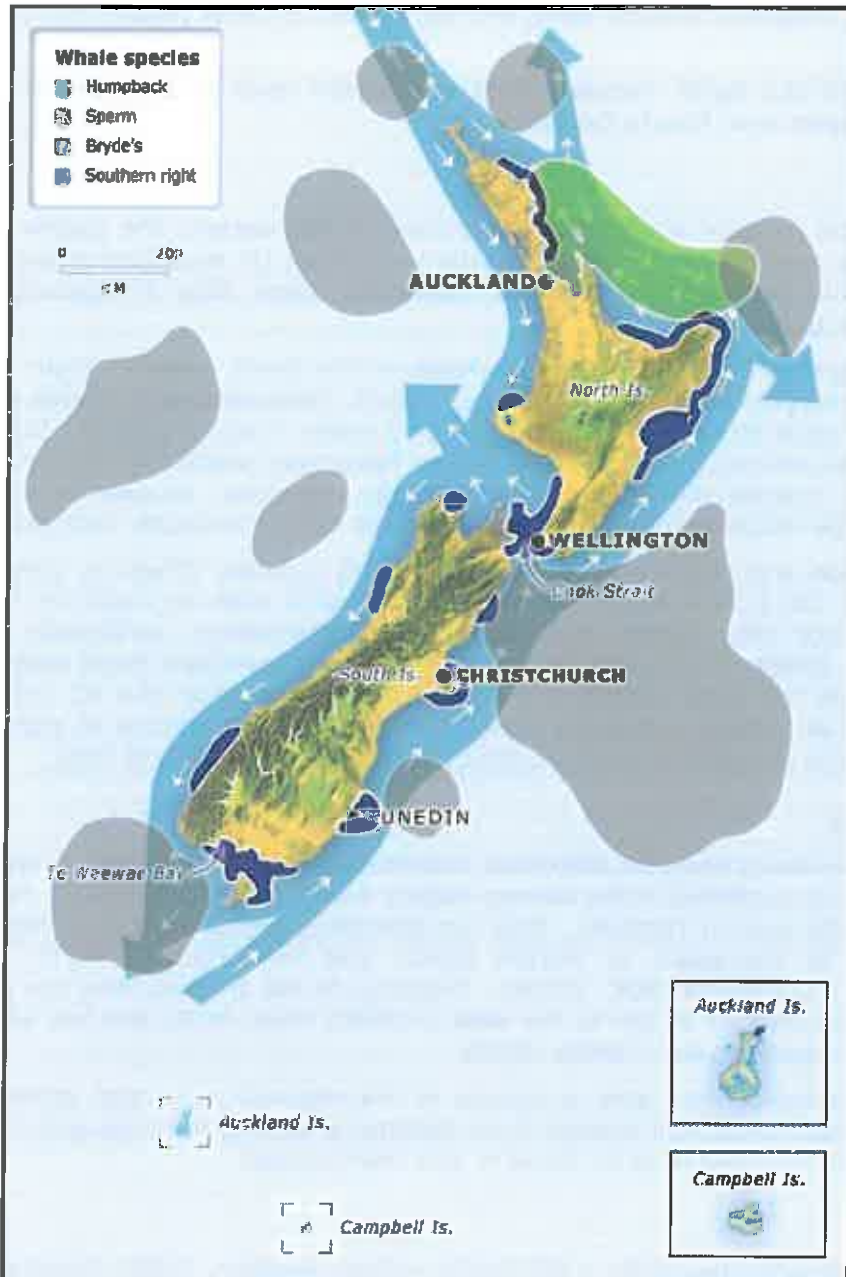 Whale species
Humpback
Sperm
Bryde's
Southern right
0 200
AUCKLAND
North Is.
WELLINGTON
Strait
South Is.
CHRISTCHURCH
UNEDIN
Auckland Is.
Campbell Is.
Auckland Is.
Campbell Is.